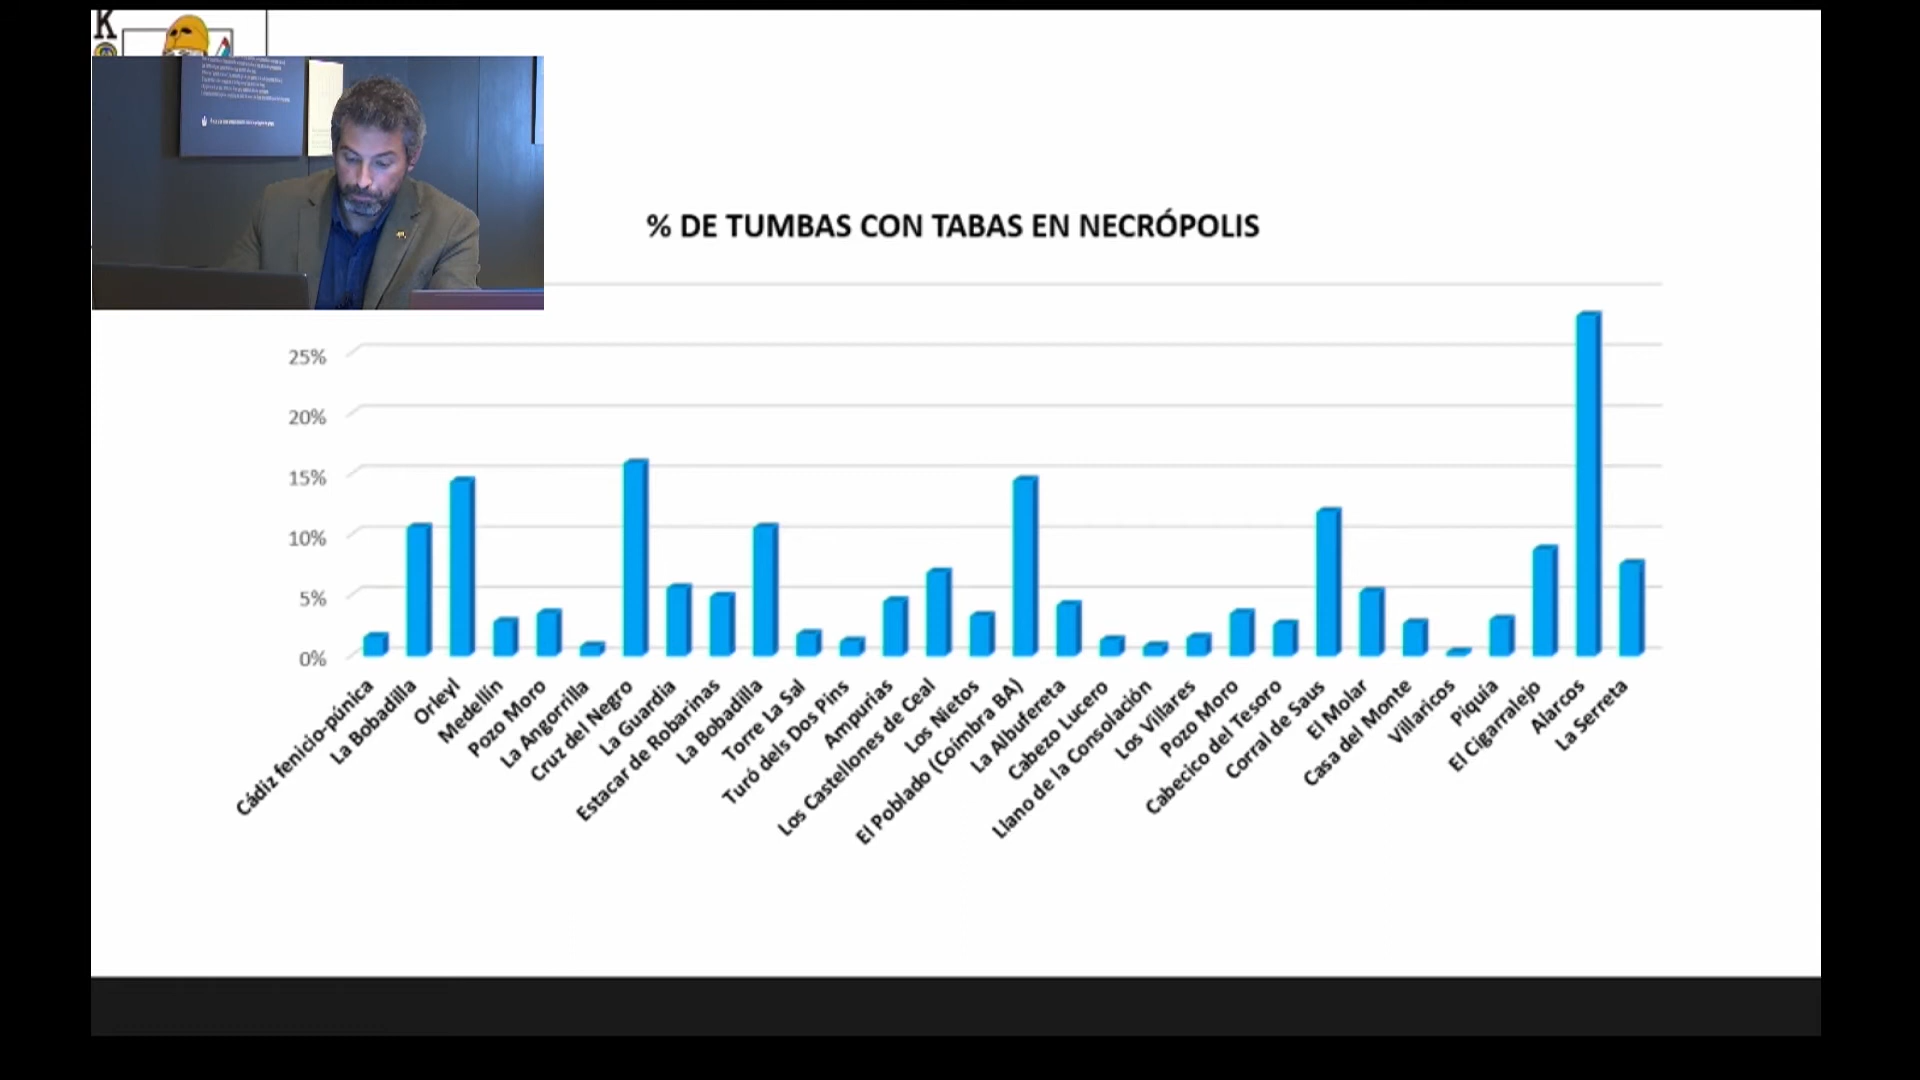 K
% DE TUMBAS CON TABAS EN NECRÓPOLIS
25%
20%
15%
10%
5%
0%
Cádiz fenicio-púnica
La Bobadilla
Orleyl
Medellín
Pozo Moro
La Angorrilla
Cruz del Negro
La Guardia
Estacar de Robarinas
La Bobadilla
Torre La Sal
Turó dels Dos Pins
Ampurias
Los Castellones de Ceal
Los Nietos
El Poblado (Coimbra BA)
La Albufereta
Cabezo Lucero
Llano de la Consolación
Los Villares
Pozo Moro
Cabecico del Tesoro
Corral de Saus
El Molar
Casa del Monte
Villaricos
Piquía
El Cigarralejo
Alarcos
La Serreta